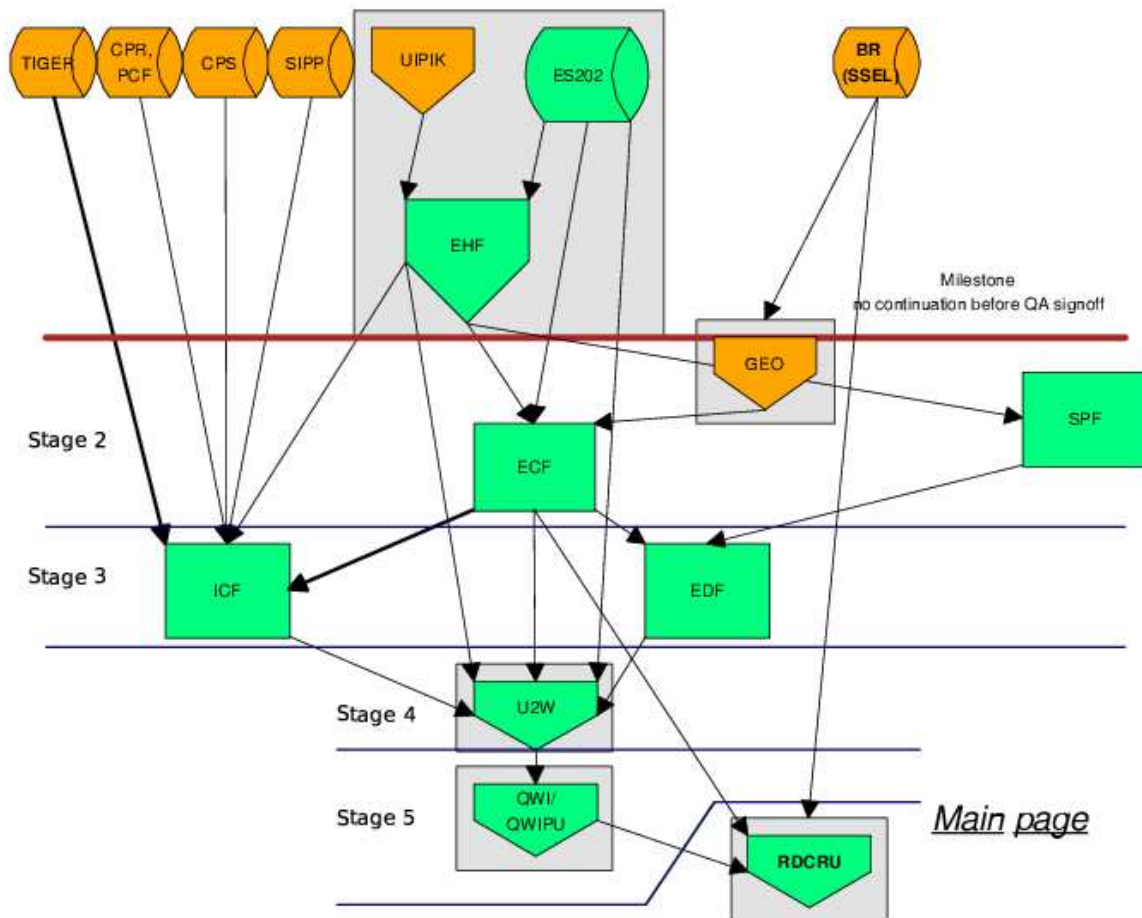 TIGER
CPR,
PCF
CPS
SIPP
UIPIK
ES202
BR
(SSEL)
EHF
Milestone
no continuation before QA signoff
GEO
SPF
Stage 2
ECF
Stage 3
ICF
EDF
Stage 4
U2W
Stage 5
QWI/
QWIPU
Main page
RDCRU